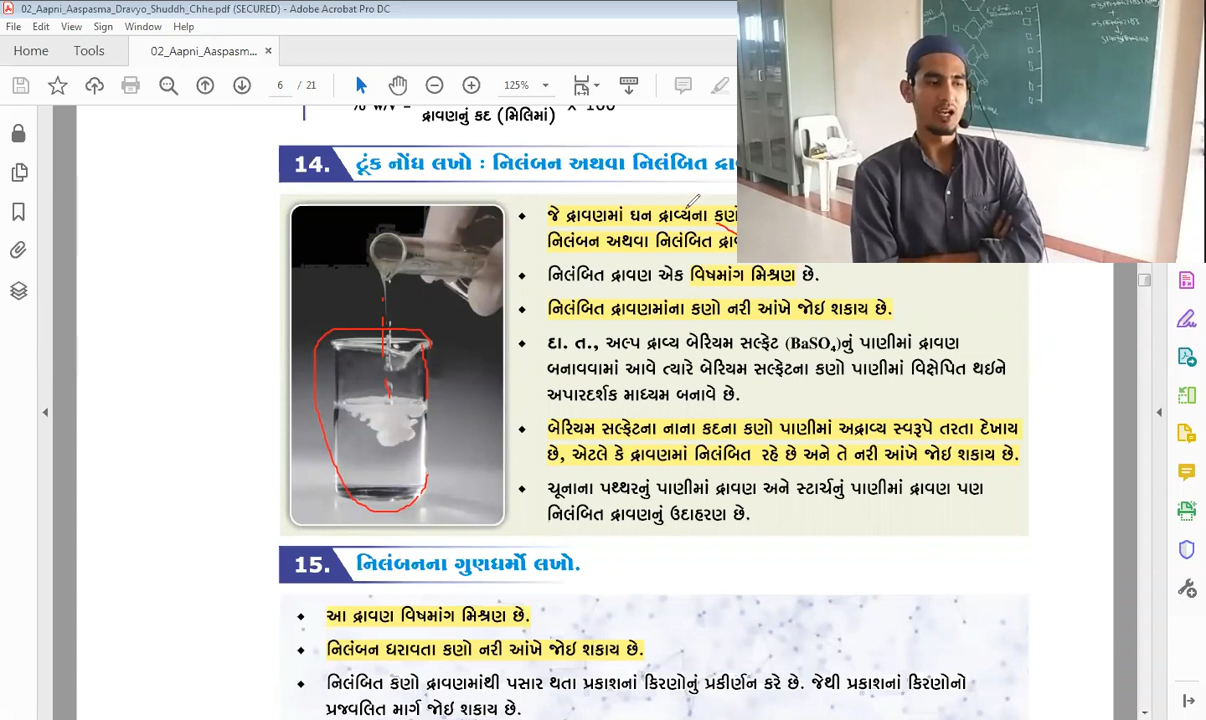 02_Aapni_Aaspasma_Dravyo_Shuddh_Chhe.pdf (SECURED) - Adobe Acrobat Pro DC
File Edit View Sign Window Help
Home Tools 02_Aapni_Aaspasm... ×
6 / 21 125%
% w/v = દ્રાવણનું કદ (મિલિમાં) × 100
14. ટૂંક નોંધ લખો : નિલંબન અથવા નિલંબિત
જે દ્રાવણમાં ઘન દ્રાવ્યના કણો
નિલંબન અથવા નિલંબિત
નિલંબિત દ્રાવણ એક વિષમાંગ મિશ્રણ છે.
નિલંબિત દ્રાવણમાંના કણો નરી આંખે જોઈ શકાય છે.
દા. ત., અલ્પ દ્રાવ્ય બેરિયમ સલ્ફેટ (BaSO₄)નું પાણીમાં દ્રાવણ
બનાવવામાં આવે ત્યારે બેરિયમ સલ્ફેટના કણો પાણીમાં વિક્ષેપિત થઈને
અપારદર્શક માધ્યમ બનાવે છે.
બેરિયમ સલ્ફેટના નાના કદના કણો પાણીમાં અદ્રાવ્ય સ્વરૂપે તરતા દેખાય
છે, એટલે કે દ્રાવણમાં નિલંબિત રહે છે અને તે નરી આંખે જોઈ શકાય છે.
ચૂનાના પથ્થરનું પાણીમાં દ્રાવણ અને સ્ટાર્ચનું પાણીમાં દ્રાવણ પણ
નિલંબિત દ્રાવણનું ઉદાહરણ છે.
15. નિલંબનના ગુણધર્મો લખો.
આ દ્રાવણ વિષમાંગ મિશ્રણ છે.
નિલંબન ધરાવતા કણો નરી આંખે જોઈ શકાય છે.
નિલંબિત કણો દ્રાવણમાંથી પસાર થતા પ્રકાશનાં કિરણોનું પ્રકીર્ણન કરે છે. જેથી પ્રકાશનાં કિરણોનો
પ્રજ્વલિત માર્ગ જોઈ શકાય છે.